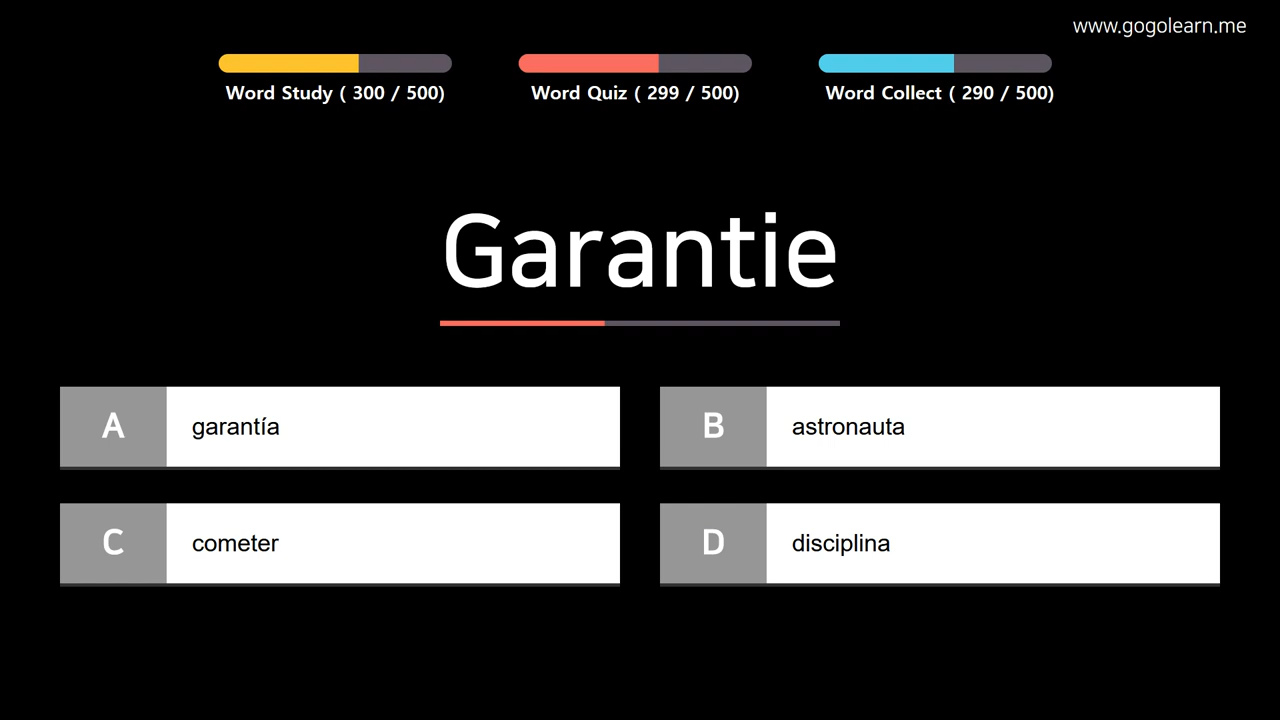 www.gogolearn.me
Word Study ( 300 / 500)
Word Quiz ( 299 / 500)
Word Collect ( 290 / 500)
Garantie
A garantía
B astronauta
C cometer
D disciplina